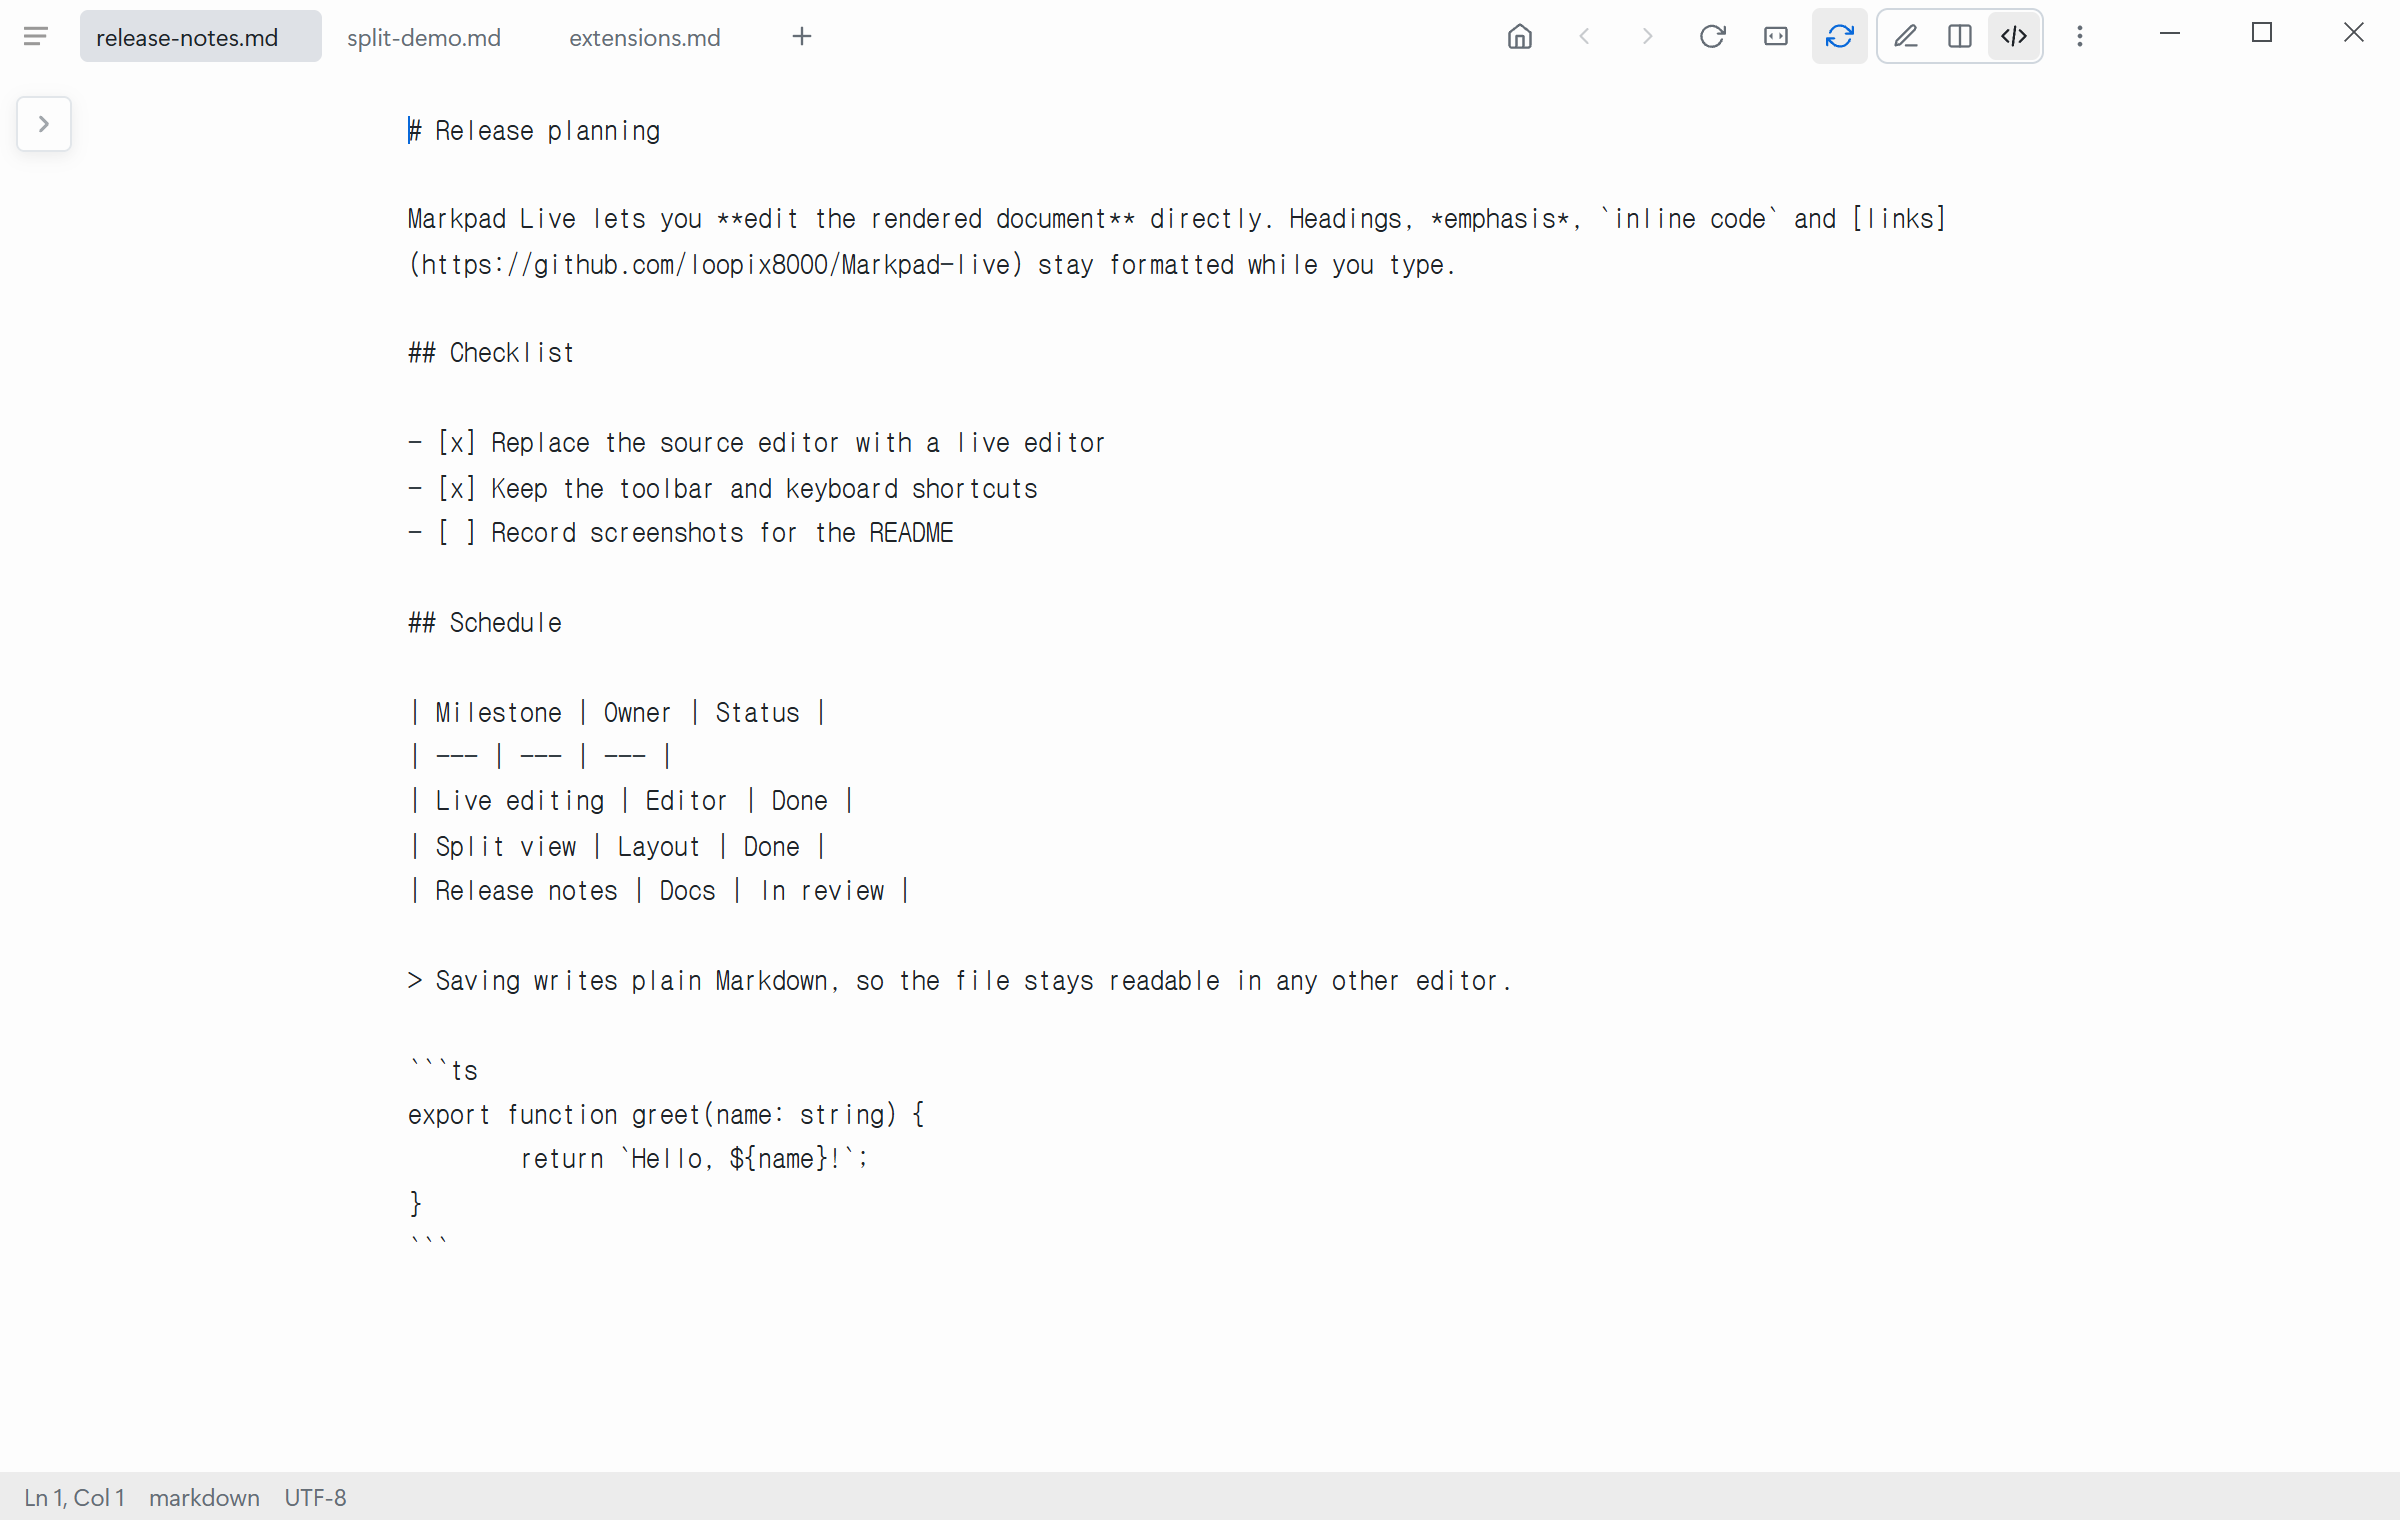 release-notes.md split-demo.md extensions.md
# Release planning
Markpad Live lets you **edit the rendered document** directly. Headings, *emphasis*, `inline code` and [links]
(https://github.com/loopix8000/Markpad-live) stay formatted while you type.
## Checklist
- [x] Replace the source editor with a live editor
- [x] Keep the toolbar and keyboard shortcuts
- [ ] Record screenshots for the README
## Schedule
| Milestone | Owner | Status |
| --- | --- | --- |
| Live editing | Editor | Done |
| Split view | Layout | Done |
| Release notes | Docs | In review |
> Saving writes plain Markdown, so the file stays readable in any other editor.
```ts
export function greet(name: string) {
        return `Hello, ${name}!`;
}
```
Ln 1, Col 1 markdown UTF-8